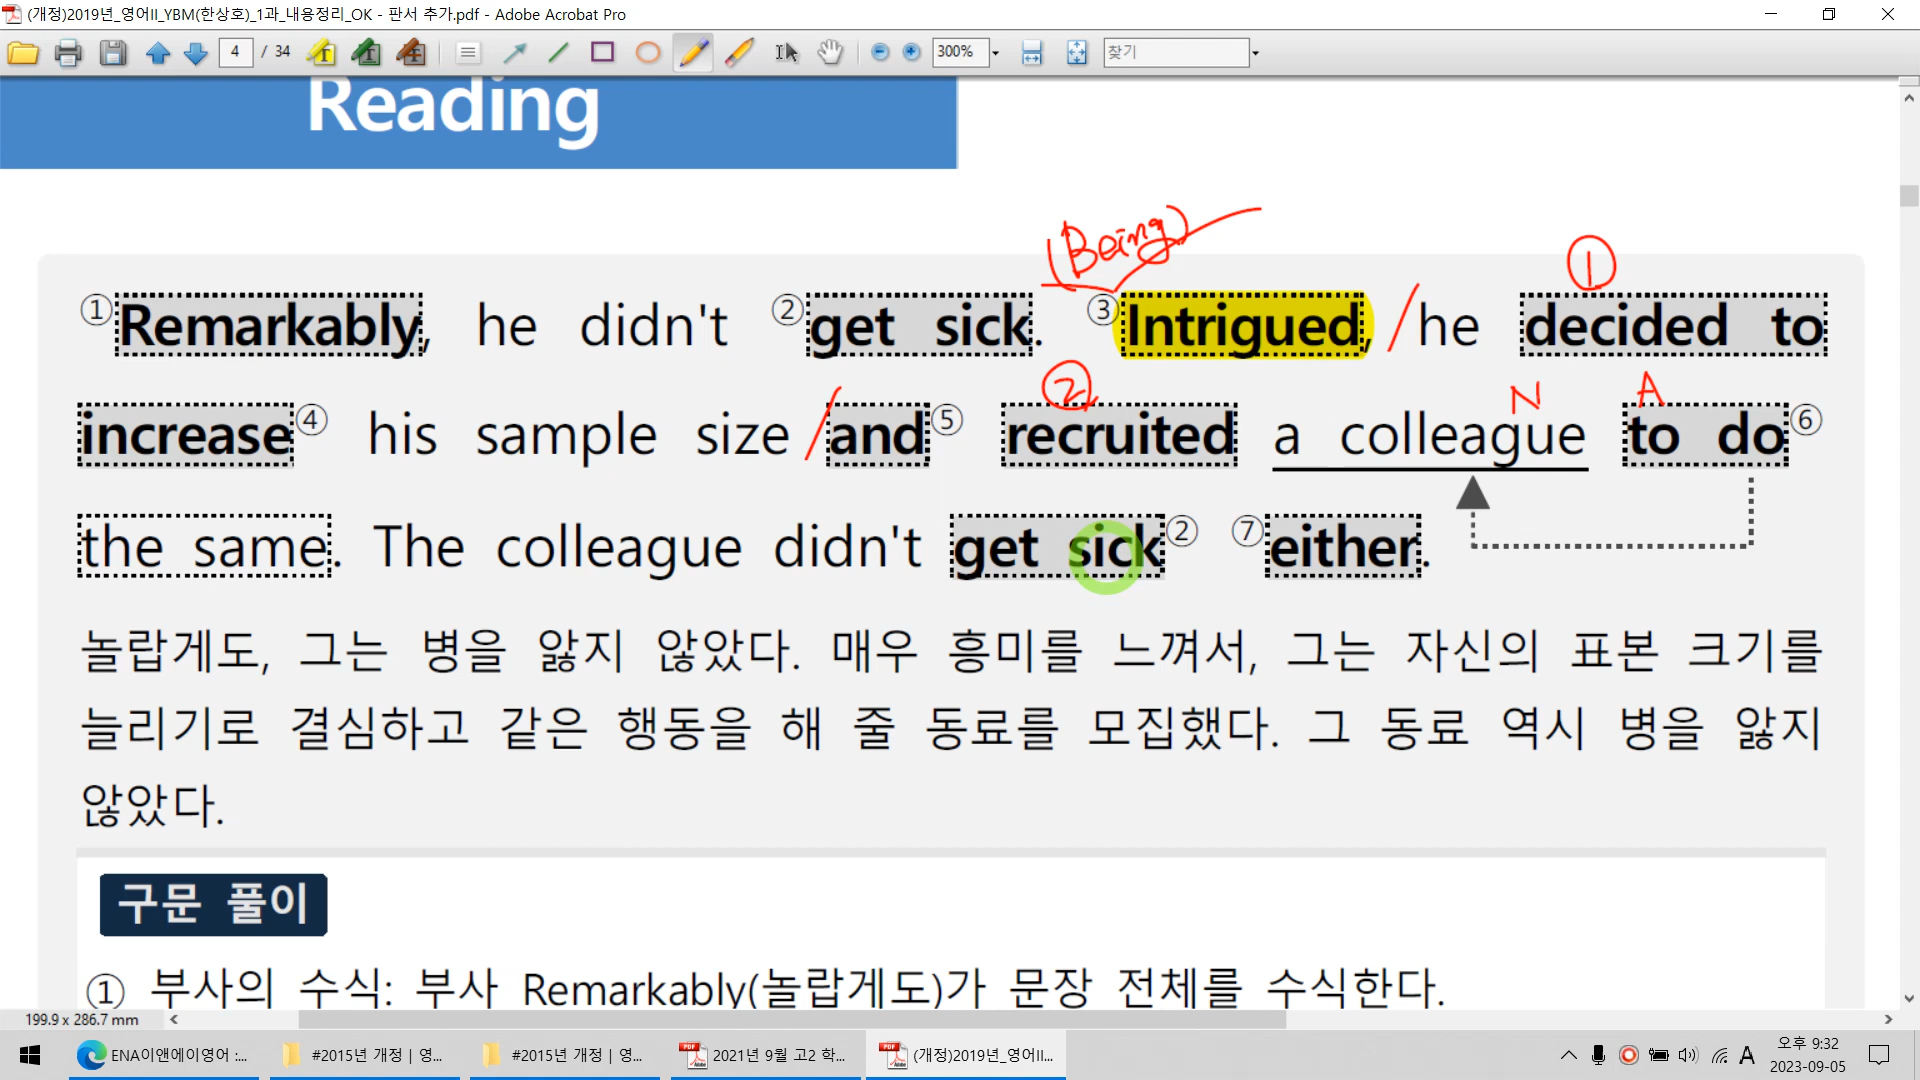 (개정)2019년_영어II_YBM(한상호)_1과_내용정리_OK - 판서 추가.pdf - Adobe Acrobat Pro
4 / 34 300% 찾기
Reading
(Being)
①
①Remarkably, he didn't ②get sick. ③Intrigued, / he decided to
② N A
increase④ his sample size / and⑤ recruited a colleague to do⑥
the same. The colleague didn't get sick② ⑦either.
놀랍게도, 그는 병을 앓지 않았다. 매우 흥미를 느껴서, 그는 자신의 표본 크기를
늘리기로 결심하고 같은 행동을 해 줄 동료를 모집했다. 그 동료 역시 병을 앓지
않았다.
구문 풀이
① 부사의 수식: 부사 Remarkably(놀랍게도)가 문장 전체를 수식한다.
199.9 x 286.7 mm
ENA이앤에이영어 :... #2015년 개정 | 영... #2015년 개정 | 영... 2021년 9월 고2 학... (개정)2019년_영어II... A 오후 9:32
2023-09-05